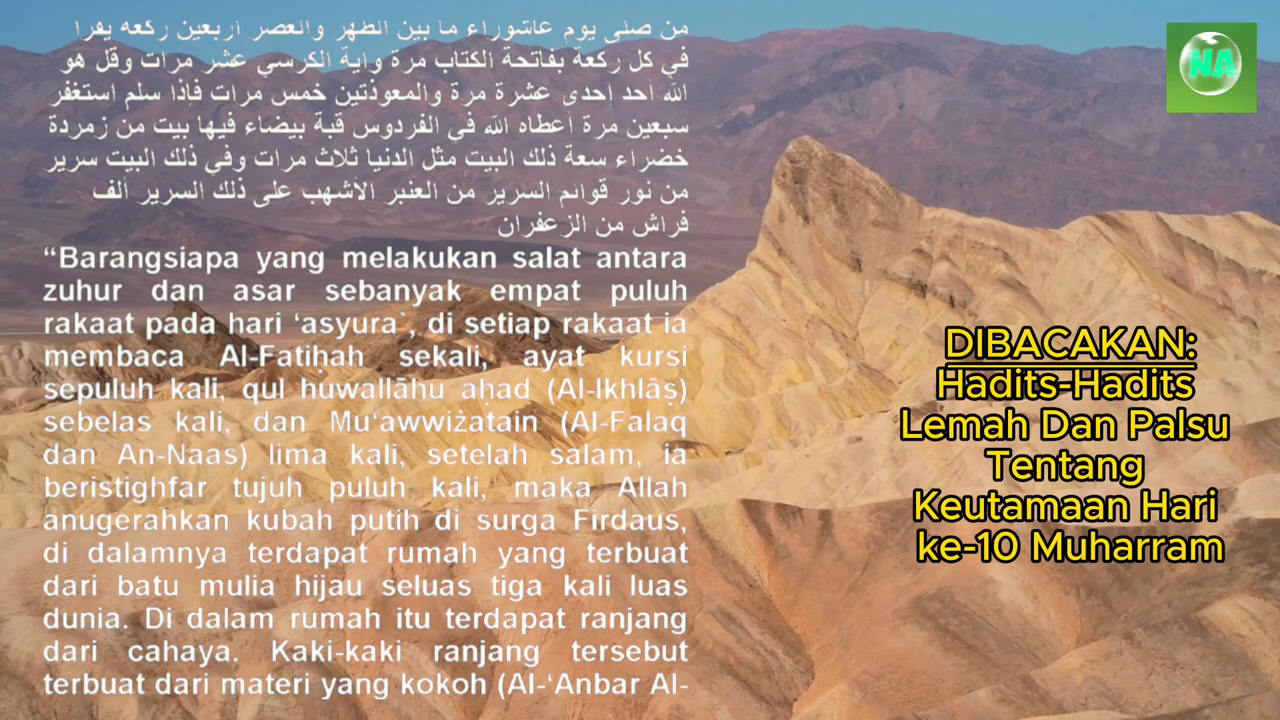 من صلى يوم عاشوراء ما بين الظهر والعصر اربعين ركعة يقرا
في كل ركعة بفاتحة الكتاب مرة واية الكرسي عشر مرات وقل هو
الله احد إحدى عشرة مرة والمعوذتين خمس مرات فإذا سلم استغفر
سبعين مرة أعطاه الله في الفردوس قبة بيضاء فيها بيت من زمردة
خضراء سعة ذلك البيت مثل الدنيا ثلاث مرات وفي ذلك البيت سرير
من نور قوائم السرير من العنبر الأشهب على ذلك السرير ألف
فراش من الزعفران
“Barangsiapa yang melakukan salat antara
zuhur dan asar sebanyak empat puluh
rakaat pada hari ‘asyura`, di setiap rakaat ia
membaca Al-Fatiḥah sekali, ayat kursi
sepuluh kali, qul huwallāhu aḥad (Al-Ikhlāṣ)
sebelas kali, dan Mu‘awwiżatain (Al-Falaq
dan An-Naas) lima kali, setelah salam, ia
beristighfar tujuh puluh kali, maka Allah
anugerahkan kubah putih di surga Firdaus,
di dalamnya terdapat rumah yang terbuat
dari batu mulia hijau seluas tiga kali luas
dunia. Di dalam rumah itu terdapat ranjang
dari cahaya. Kaki-kaki ranjang tersebut
terbuat dari materi yang kokoh (Al-‘Anbar Al-
NA
DIBACAKAN:
Hadits-Hadits
Lemah Dan Palsu
Tentang
Keutamaan Hari
ke-10 Muharram